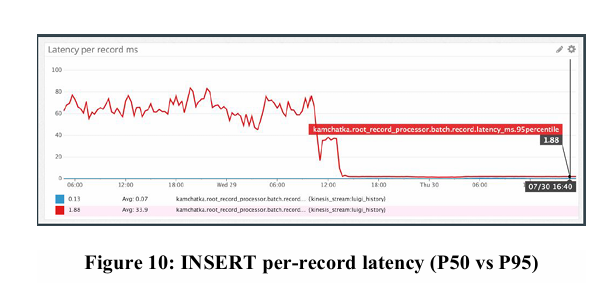 Latency per record ms
100
80
60
40
20
0
kamchatka.root_record_processor.batch.record.latency_ms.95percentile
1.88
06:00 12:00 18:00 Wed 29 06:00 12:00 18:00 Thu 30 06:00
07/30 16:40
0.11 Avg: 0.07 kamchatka.root_record_processor.batch.record... (kinesis_stream:luigi_history)
1.88 Avg: 33.9 kamchatka.root_record_processor.batch.record... (kinesis_stream:luigi_history)
Figure 10: INSERT per-record latency (P50 vs P95)